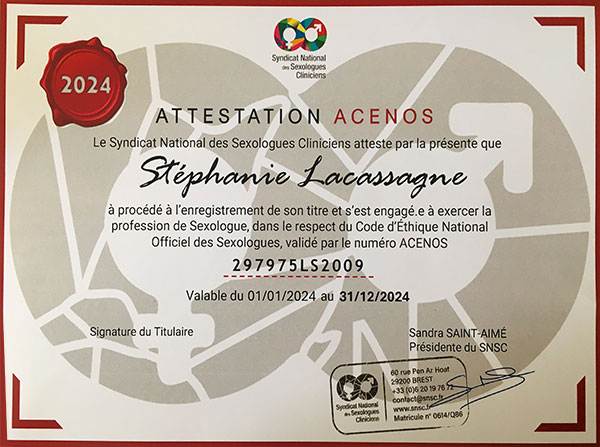 Syndicat National
des Sexologues
Cliniciens
2024
ATTESTATION ACENOS
Le Syndicat National des Sexologues Cliniciens atteste par la présente que
Stéphanie Lacassagne
à procédé à l'enregistrement de son titre et s'est engagé.e à exercer la
profession de Sexologue, dans le respect du Code d'Éthique National
Officiel des Sexologues, validé par le numéro ACENOS
297975LS2009
Valable du 01/01/2024 au 31/12/2024
Signature du Titulaire
Sandra SAINT-AIMÉ
Présidente du SNSC
Syndicat National
des Sexologues
Cliniciens
60 rue Pen Ar Hoat
29200 BREST
+33 (0)6 20 19 76 72
contact@snsc.fr
www.snsc.fr
Matricule n° 0614/QB6